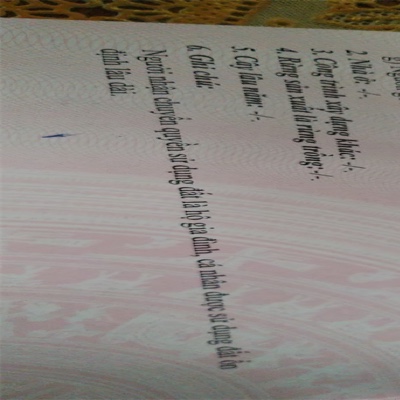 2. Nhà ở: -/-.
3. Công trình xây dựng khác: -/-.
4. Rừng sản xuất là rừng trồng: -/-.
5. Cây lâu năm: -/-.
6. Ghi chú:
Người nhận chuyển quyền sử dụng đất là hộ gia đình, cá nhân được sử dụng đất ổn
định lâu dài.